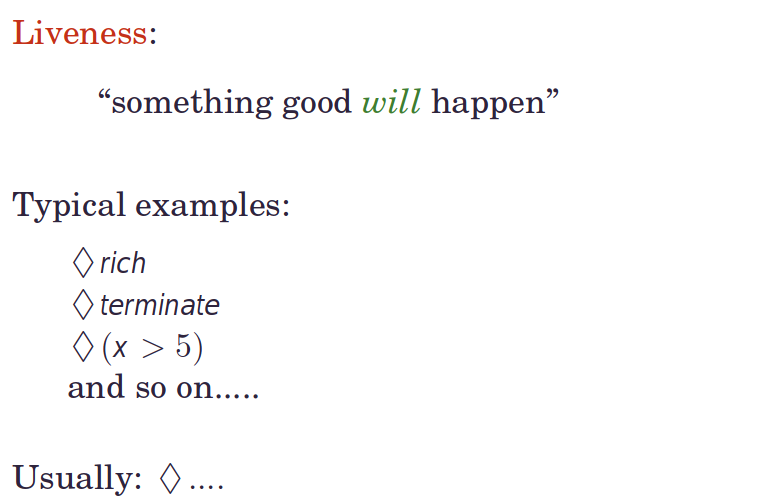 Liveness:
“something good will happen”
Typical examples:
◊ rich
◊ terminate
◊ (x > 5)
and so on.....
Usually: ◊ ....